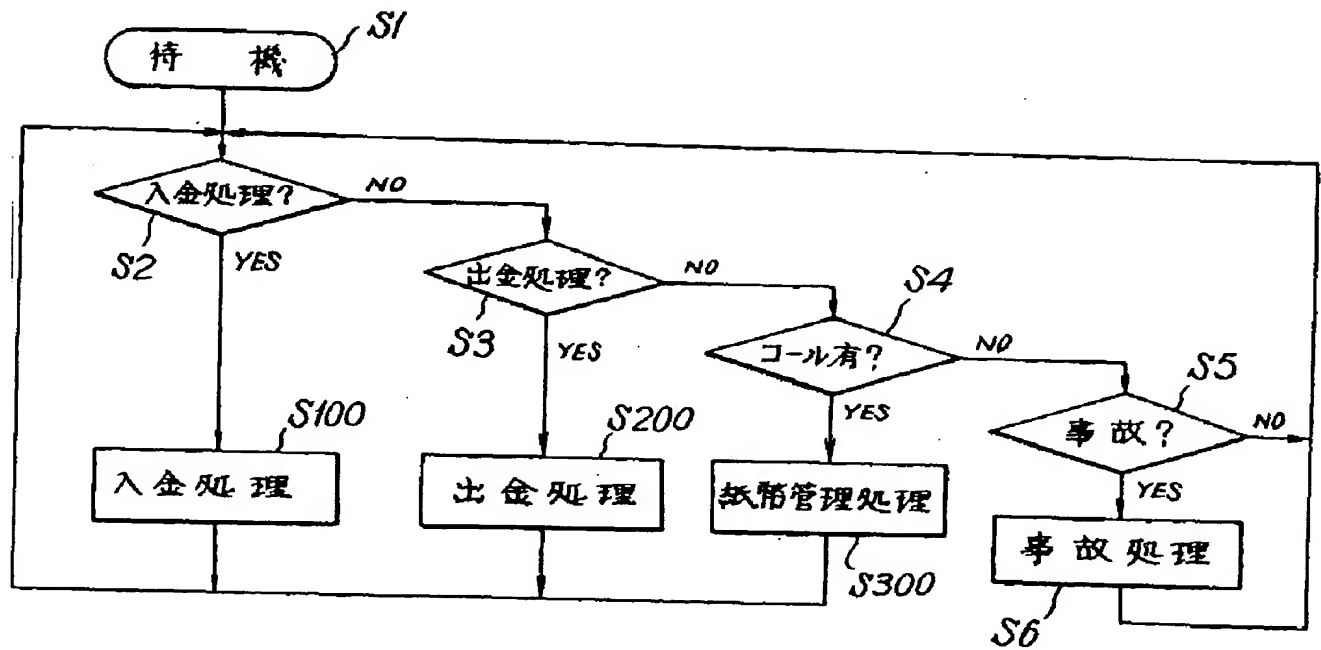 S1
待 機
入金処理?
NO
S2
YES
出金処理?
NO
S3
YES
S4
コール有?
NO
YES
S5
事故?
NO
YES
S100
入金処理
S200
出金処理
紙幣管理処理
S300
事故処理
S6